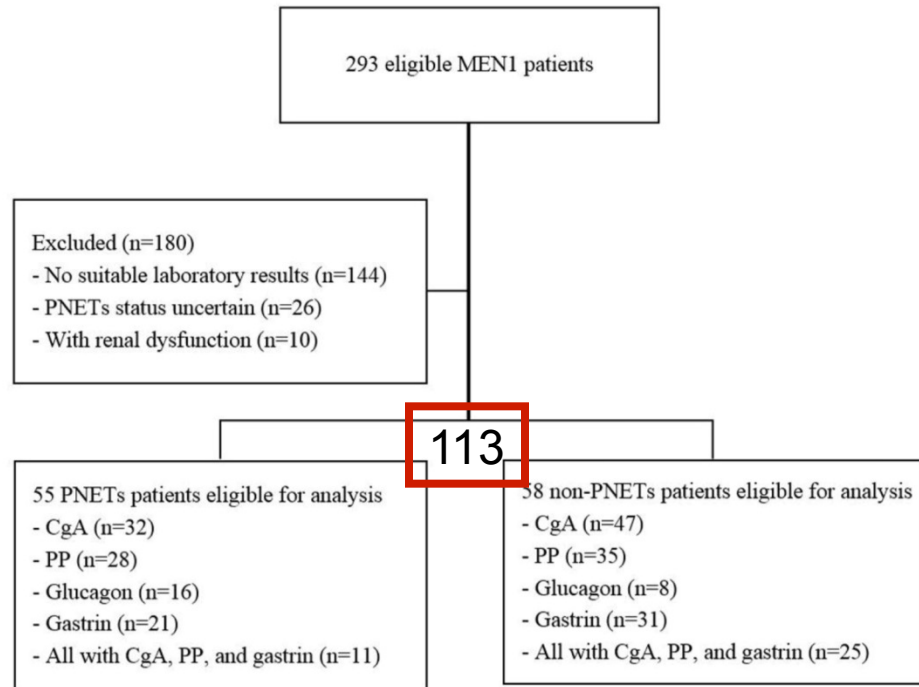 293 eligible MEN1 patients
Excluded (n=180)
- No suitable laboratory results (n=144)
- PNETs status uncertain (n=26)
- With renal dysfunction (n=10)
113
55 PNETs patients eligible for analysis
- CgA (n=32)
- PP (n=28)
- Glucagon (n=16)
- Gastrin (n=21)
- All with CgA, PP, and gastrin (n=11)
58 non-PNETs patients eligible for analysis
- CgA (n=47)
- PP (n=35)
- Glucagon (n=8)
- Gastrin (n=31)
- All with CgA, PP, and gastrin (n=25)